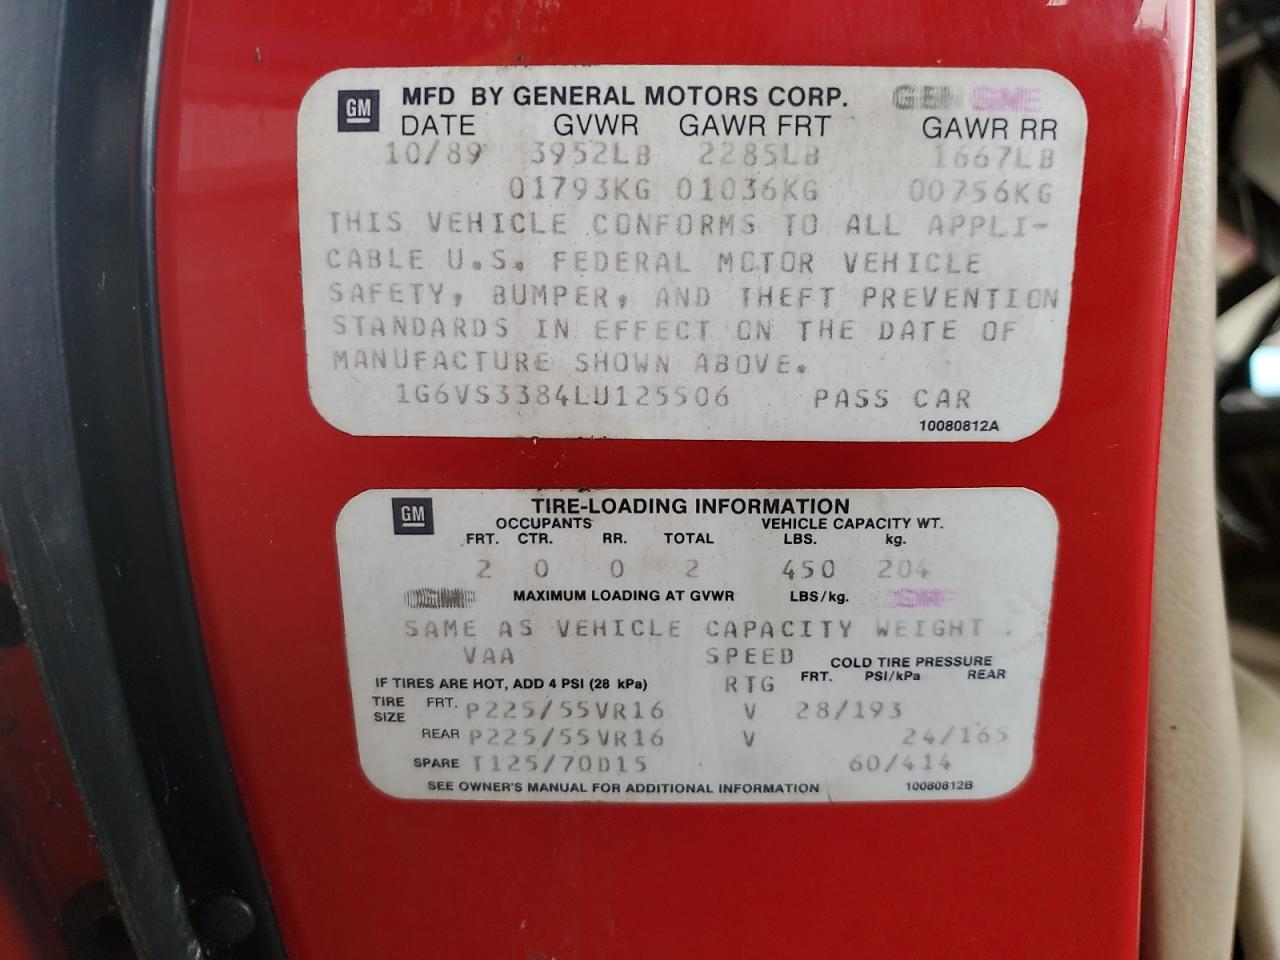 GM MFD BY GENERAL MOTORS CORP. GEN
DATE GVWR GAWR FRT GAWR RR
10/89 3952LB 2285LB 1667LB
01793KG 01036KG 00756KG
THIS VEHICLE CONFORMS TO ALL APPLI-
CABLE U.S. FEDERAL MOTOR VEHICLE
SAFETY, BUMPER, AND THEFT PREVENTION
STANDARDS IN EFFECT ON THE DATE OF
MANUFACTURE SHOWN ABOVE.
1G6VS3384LU125506 PASS CAR
10080812A
GM TIRE-LOADING INFORMATION
OCCUPANTS VEHICLE CAPACITY WT.
FRT. CTR. RR. TOTAL LBS. kg.
2 0 0 2 450 204
MAXIMUM LOADING AT GVWR LBS/kg.
SAME AS VEHICLE CAPACITY WEIGHT .
VAA SPEED COLD TIRE PRESSURE
IF TIRES ARE HOT, ADD 4 PSI (28 kPa) RTG FRT. PSI/kPa REAR
TIRE SIZE FRT. P225/55VR16 V 28/193
REAR P225/55VR16 V 24/165
SPARE T125/70D15 60/414
SEE OWNER'S MANUAL FOR ADDITIONAL INFORMATION 10080812B